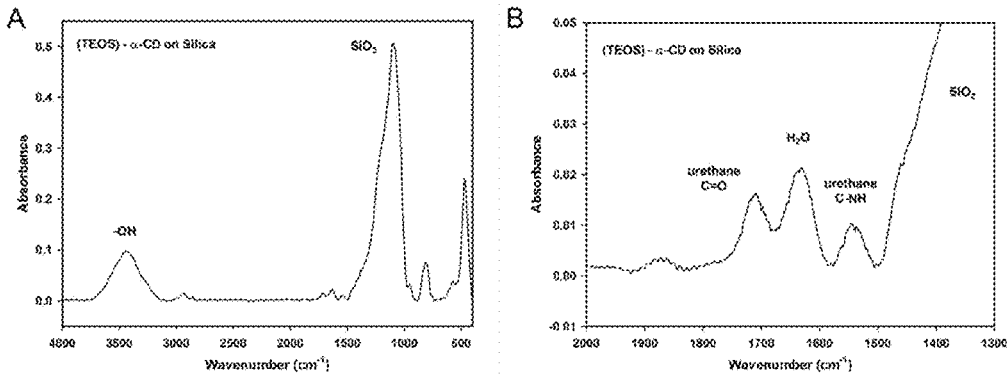 A
(TEOS) - α-CD on Silica
SiO₂
-OH
Absorbance
0.5
0.4
0.3
0.2
0.1
0.0
4000 3500 3000 2500 2000 1500 1000 500
Wavenumber (cm⁻¹)
B
(TEOS) - α-CD on Silica
SiO₂
H₂O
urethane
C=O
urethane
C-NH
Absorbance
0.05
0.04
0.03
0.02
0.01
0.00
-0.01
2000 1900 1800 1700 1600 1500 1400 1300
Wavenumber (cm⁻¹)